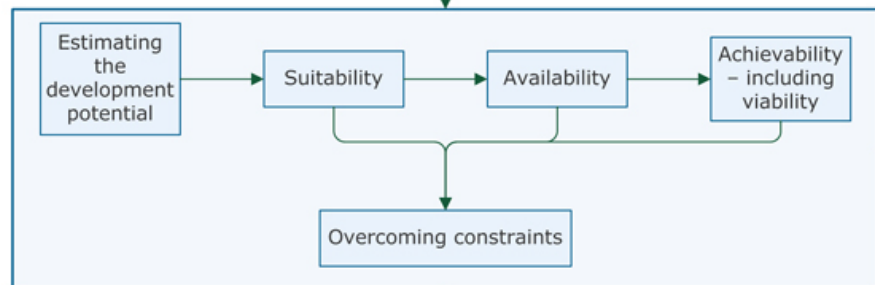 Estimating
the
development
potential
Suitability
Availability
Achievability
– including
viability
Overcoming constraints